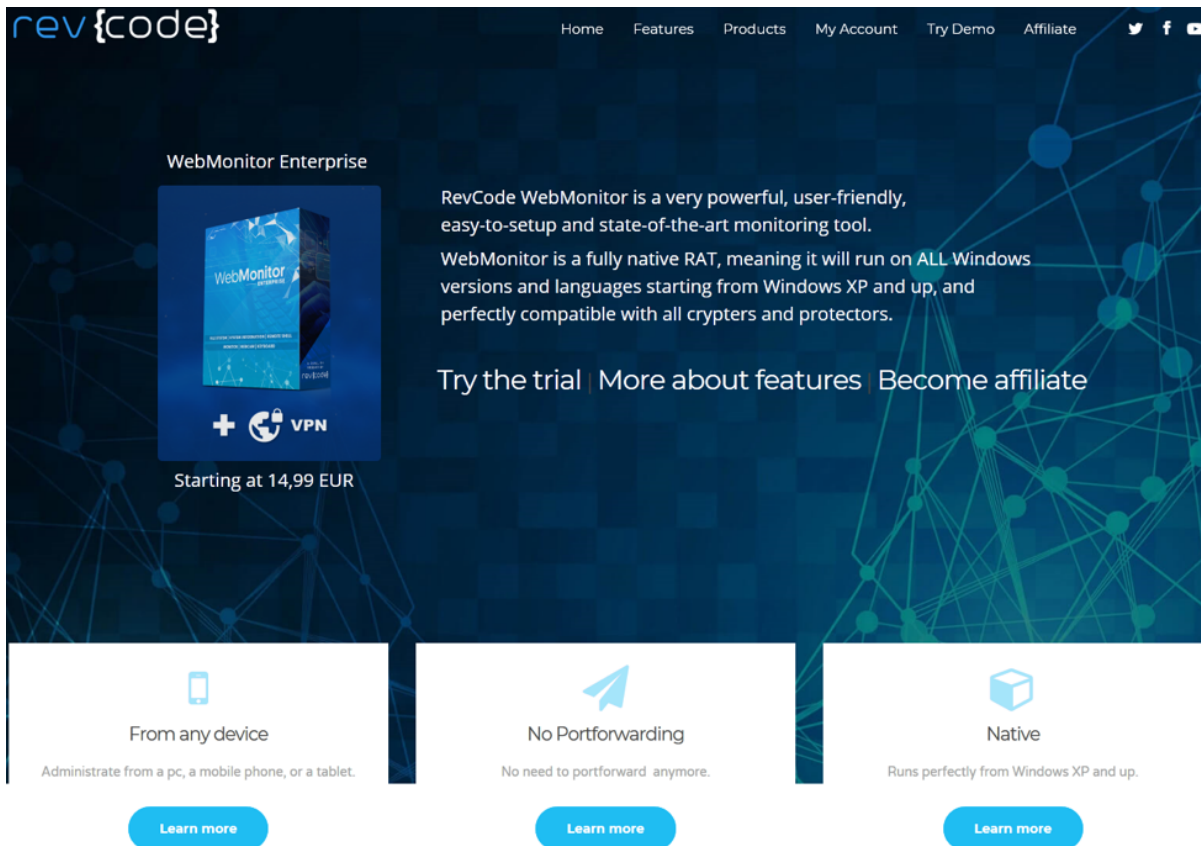 rev{code}
Home Features Products My Account Try Demo Affiliate
WebMonitor Enterprise
WebMonitor
ENTERPRISE
rev{code}
VPN
Starting at 14,99 EUR
RevCode WebMonitor is a very powerful, user-friendly,
easy-to-setup and state-of-the-art monitoring tool.
WebMonitor is a fully native RAT, meaning it will run on ALL Windows
versions and languages starting from Windows XP and up, and
perfectly compatible with all crypters and protectors.
Try the trial | More about features | Become affiliate
From any device
Administrate from a pc, a mobile phone, or a tablet.
Learn more
No Portforwarding
No need to portforward anymore.
Learn more
Native
Runs perfectly from Windows XP and up.
Learn more